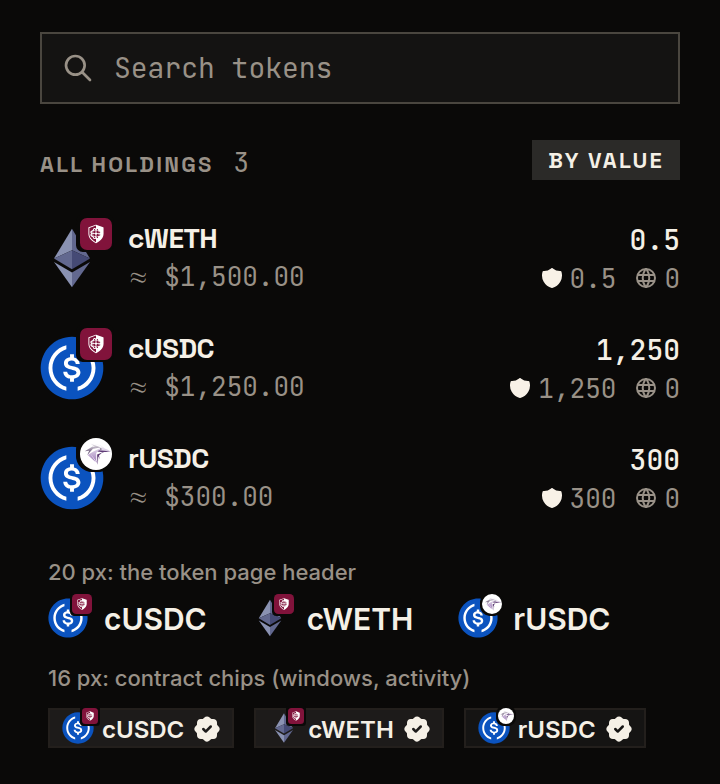 Search tokens
ALL HOLDINGS 3 BY VALUE
cWETH 0.5
≈ $1,500.00 0.5 0
cUSDC 1,250
≈ $1,250.00 1,250 0
rUSDC 300
≈ $300.00 300 0
20 px: the token page header
cUSDC cWETH rUSDC
16 px: contract chips (windows, activity)
cUSDC cWETH rUSDC